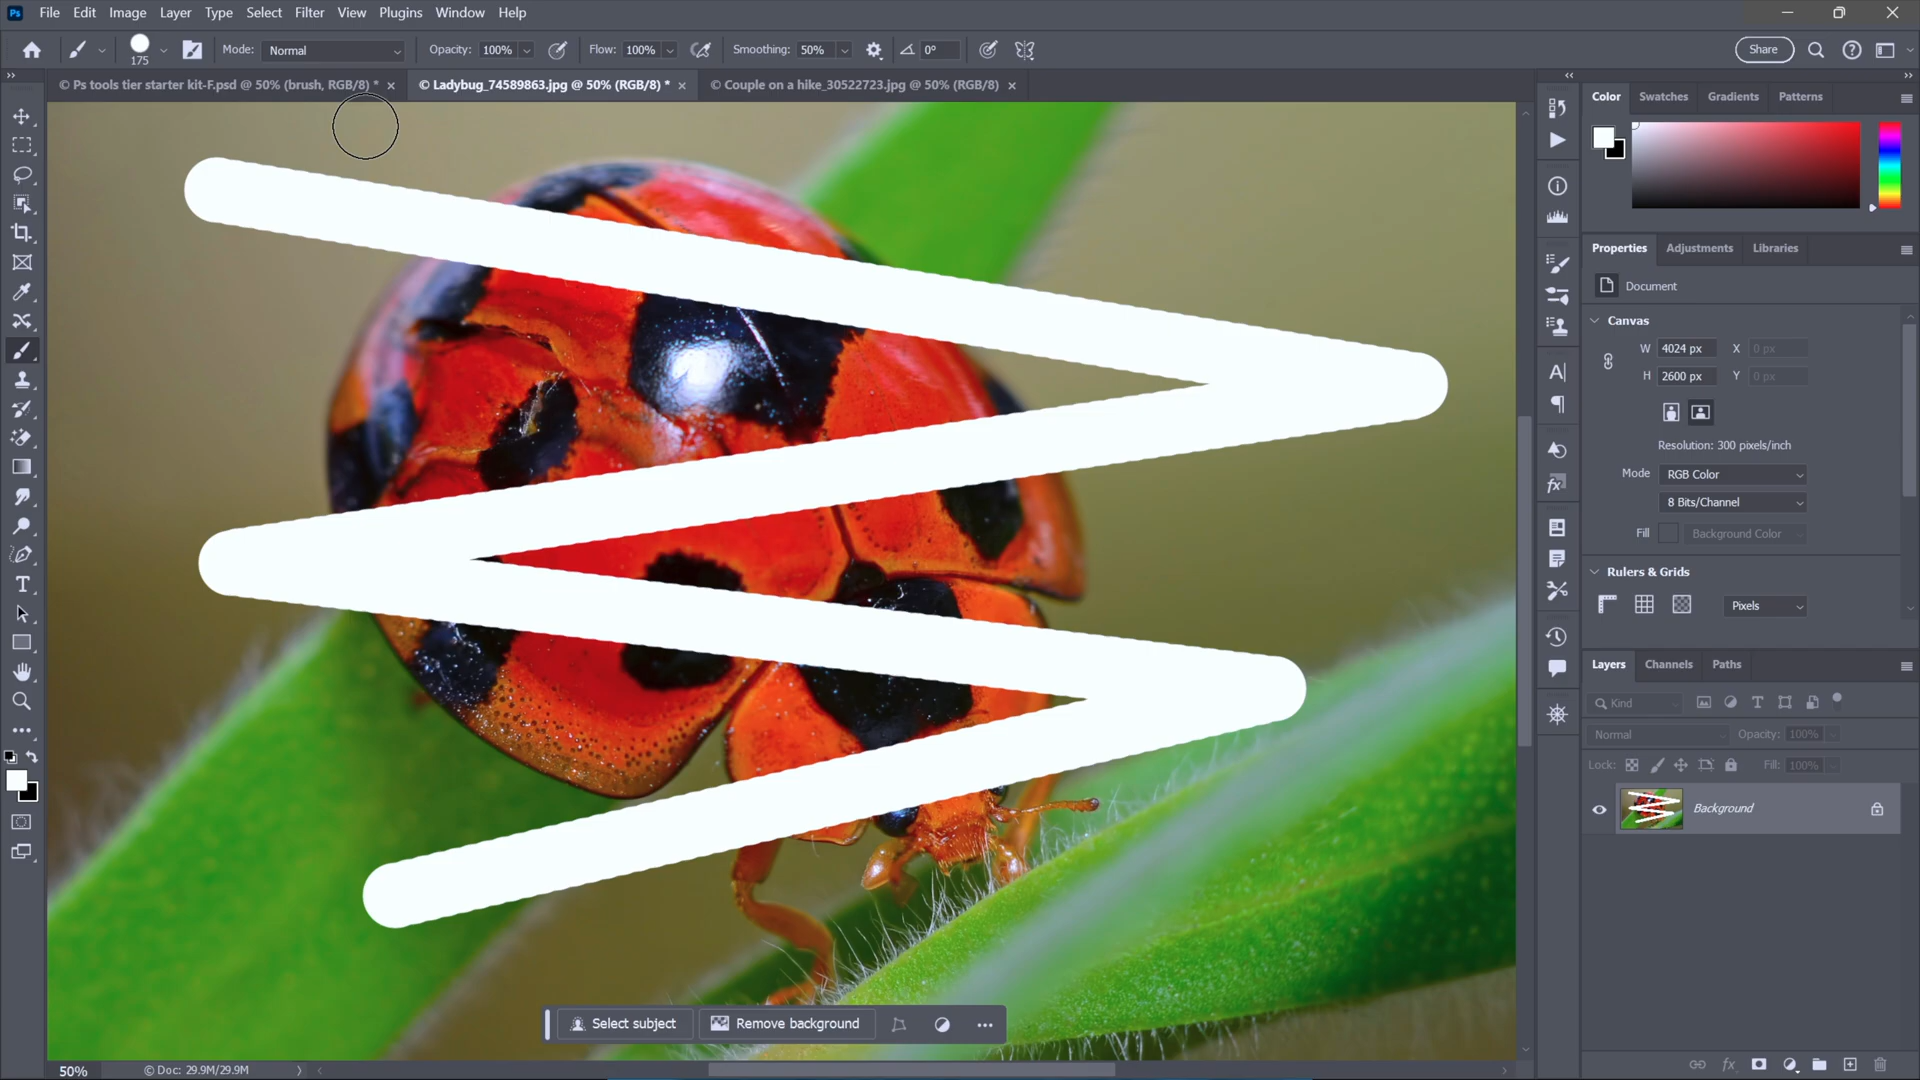 Ps File Edit Image Layer Type Select Filter View Plugins Window Help
175 Mode: Normal Opacity: 100% Flow: 100% Smoothing: 50% 0° Share
© Ps tools tier starter kit-F.psd @ 50% (brush, RGB/8) * © Ladybug_74589863.jpg @ 50% (RGB/8) * © Couple on a hike_30522723.jpg @ 50% (RGB/8)
Color Swatches Gradients Patterns
Properties Adjustments Libraries
Document
Canvas
W 4024 px X 0 px
H 2600 px Y 0 px
Resolution: 300 pixels/inch
Mode RGB Color
8 Bits/Channel
Fill Background Color
Rulers & Grids
Pixels
Layers Channels Paths
Kind
Normal Opacity: 100%
Lock: Fill: 100%
Background
Select subject Remove background
50% © Doc: 29.9M/29.9M